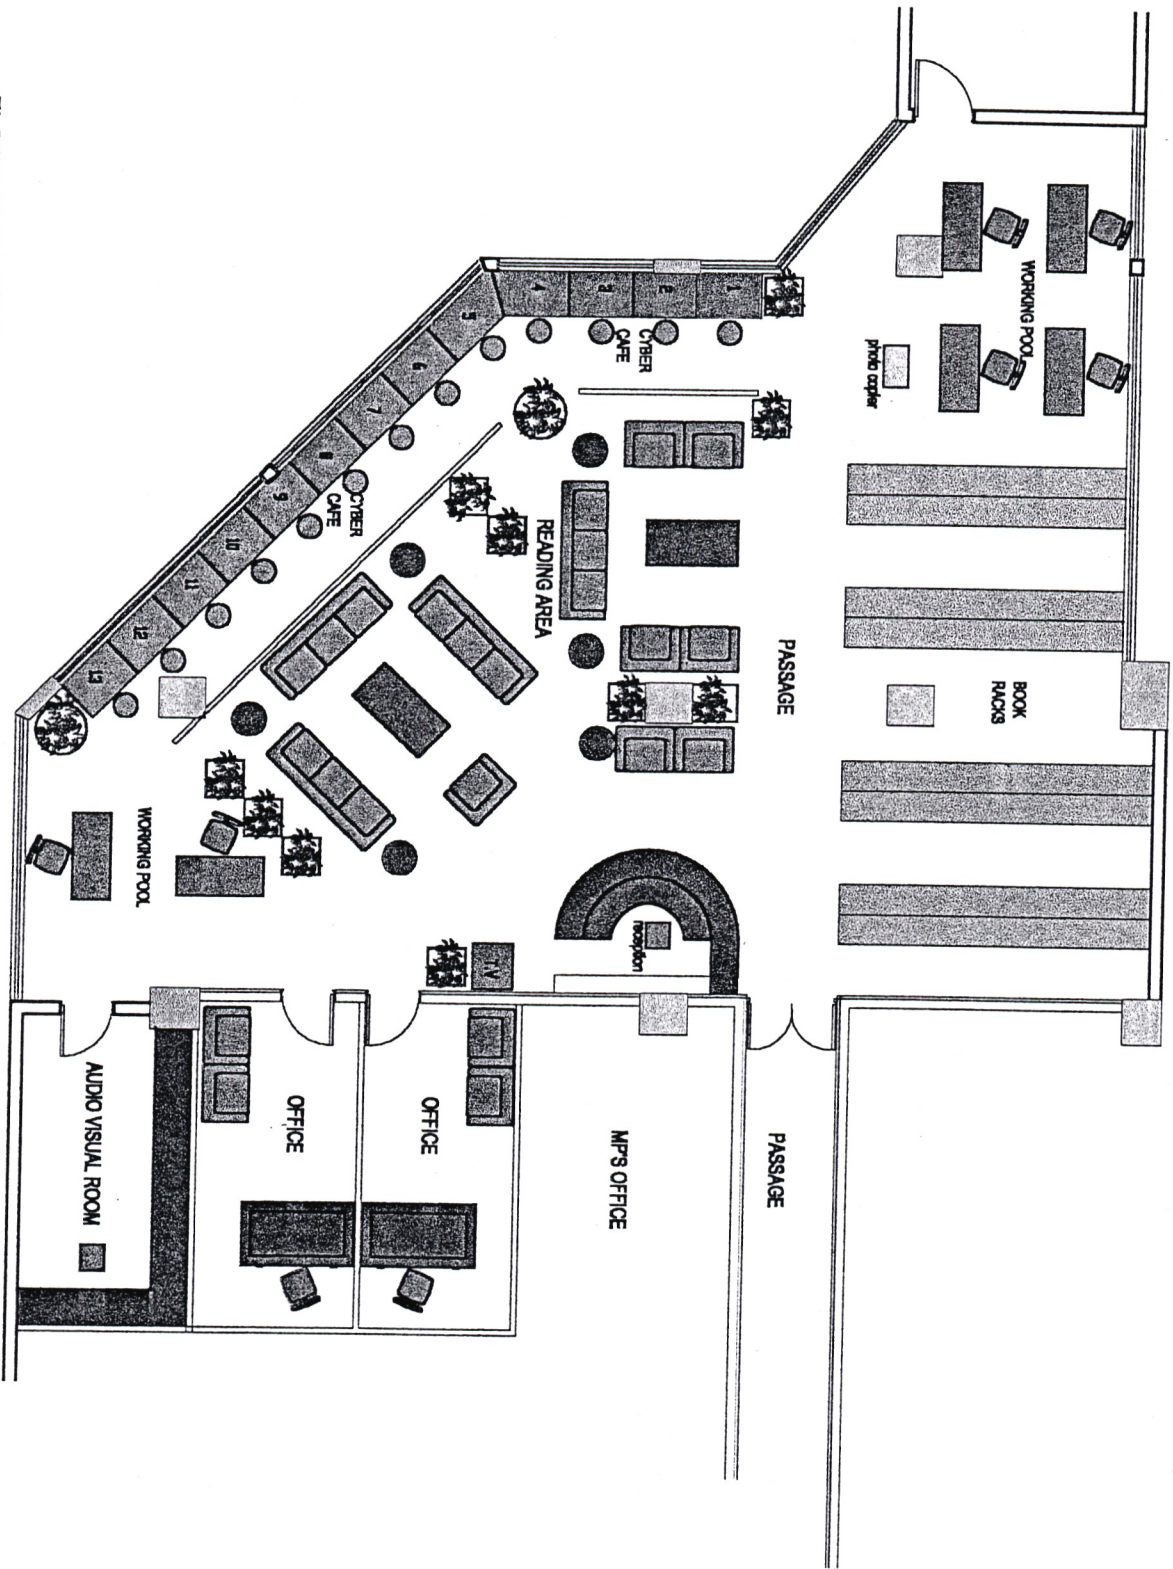 WORKING POOL
BOOK
RACKS
photo copier
PASSAGE
PASSAGE
1
2
3
4
CYBER
CAFE
reception
MP'S OFFICE
READING AREA
TV
5
6
7
8
9
10
11
12
13
CYBER
CAFE
OFFICE
OFFICE
WORKING POOL
AUDIO VISUAL ROOM